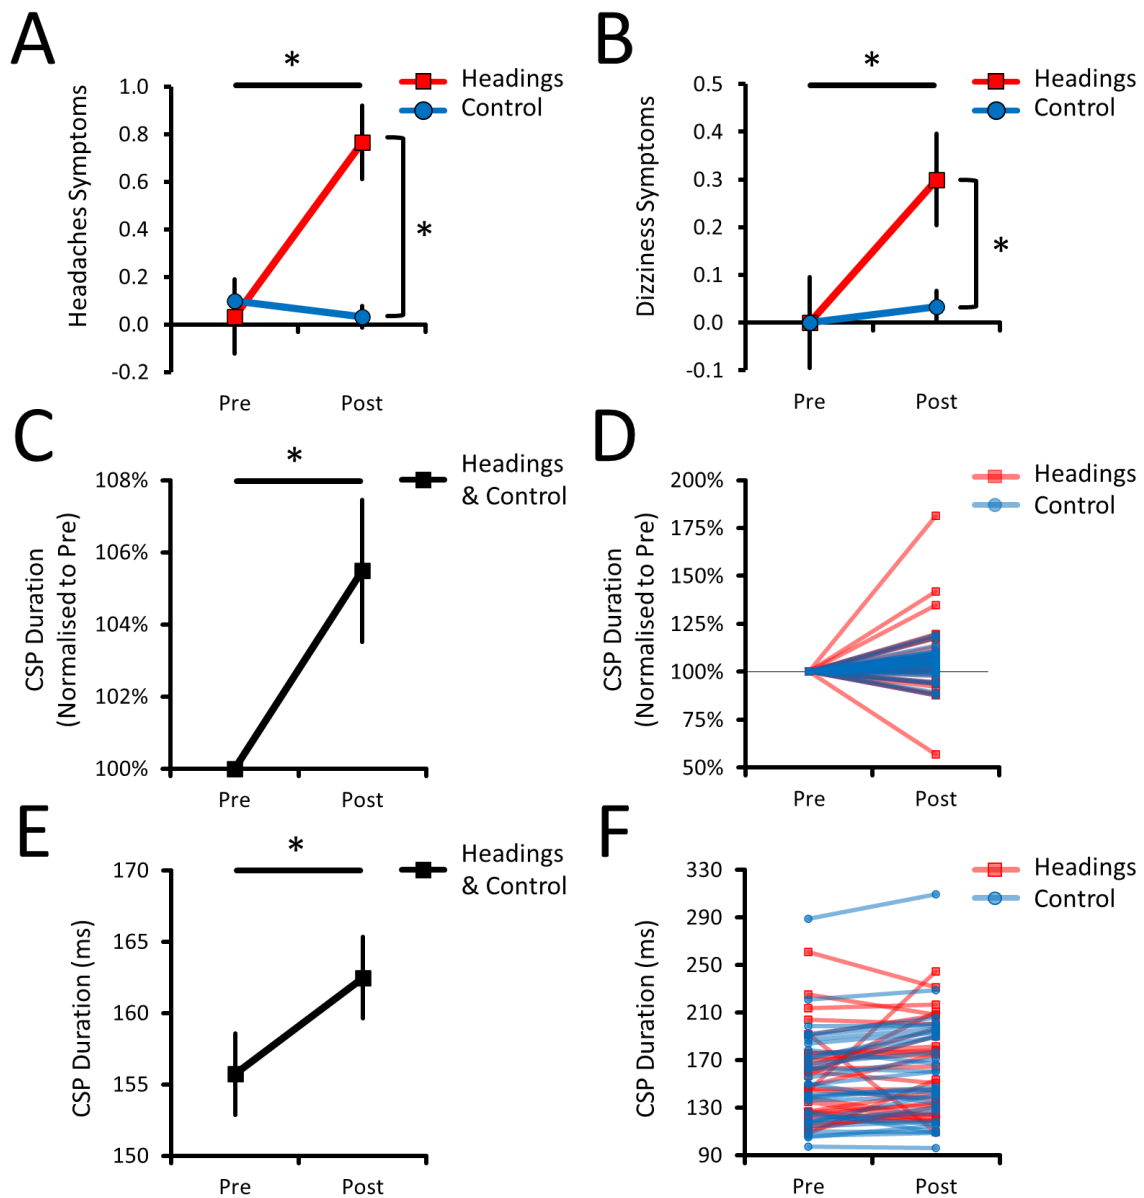 A
*
Headings
Control
1.0
0.8
0.6
0.4
0.2
0.0
-0.2
Headaches Symptoms
*
Pre
Post
B
*
Headings
Control
0.5
0.4
0.3
0.2
0.1
0.0
-0.1
Dizziness Symptoms
*
Pre
Post
C
*
Headings
& Control
108%
106%
104%
102%
100%
CSP Duration
(Normalised to Pre)
Pre
Post
D
Headings
Control
200%
175%
150%
125%
100%
75%
50%
CSP Duration
(Normalised to Pre)
Pre
Post
E
*
Headings
& Control
170
165
160
155
150
CSP Duration (ms)
Pre
Post
F
Headings
Control
330
290
250
210
170
130
90
CSP Duration (ms)
Pre
Post